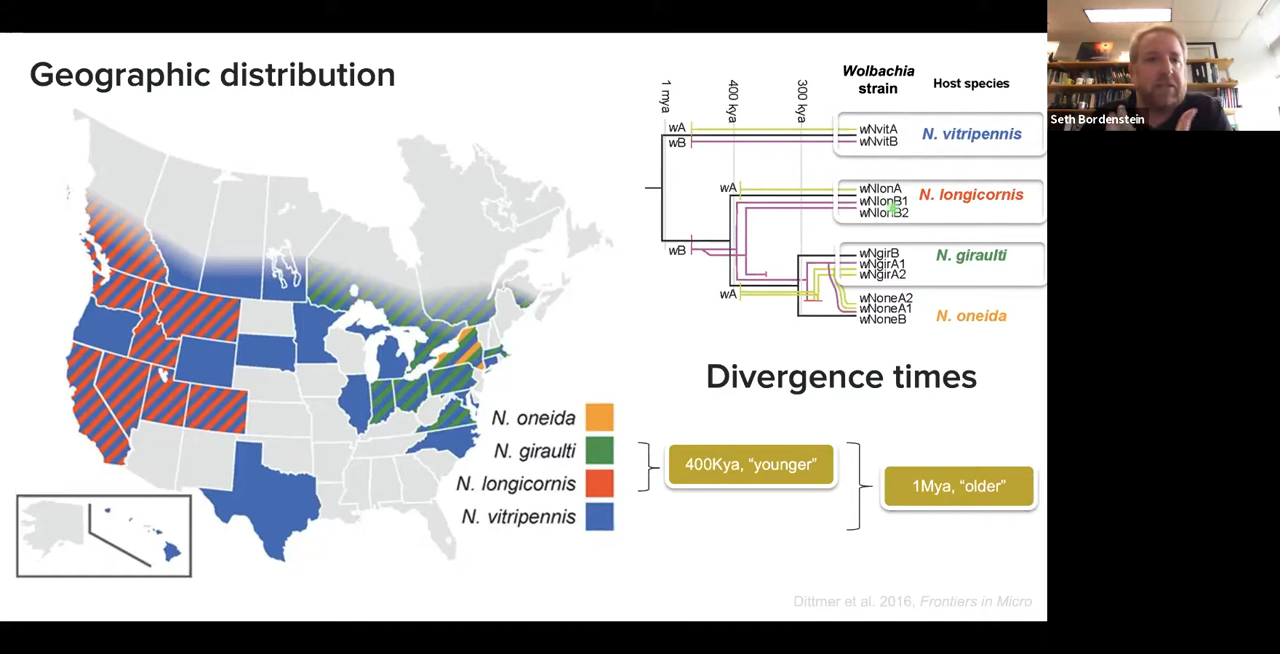 Geographic distribution
1 mya
400 kya
300 kya
Wolbachia strain
Host species
wA
wB
wNvitA
wNvitB
N. vitripennis
wA
wNlonA
wNlonB1
wNlonB2
N. longicornis
wB
wNgirB
wNgirA1
wNgirA2
N. giraulti
wA
wNoneA2
wNoneA1
wNoneB
N. oneida
Seth Bordenstein
Divergence times
N. oneida
N. giraulti
N. longicornis
N. vitripennis
400Kya, “younger”
1Mya, “older”
Dittmer et al. 2016, Frontiers in Micro